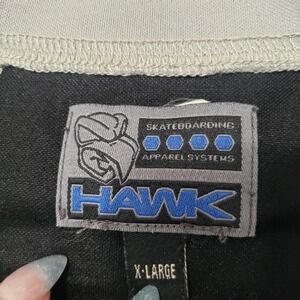 SKATEBOARDING
APPAREL SYSTEMS
HAWK
X-LARGE